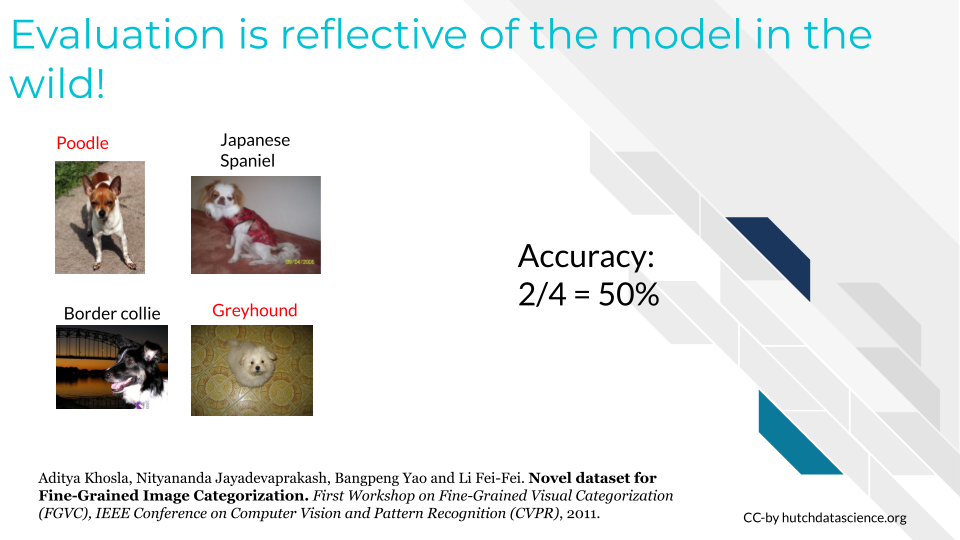 Evaluation is reflective of the model in the
wild!
Poodle
Japanese
Spaniel
Border collie
Greyhound
Accuracy:
2/4 = 50%
Aditya Khosla, Nityananda Jayadevaprakash, Bangpeng Yao and Li Fei-Fei. Novel dataset for
Fine-Grained Image Categorization. First Workshop on Fine-Grained Visual Categorization
(FGVC), IEEE Conference on Computer Vision and Pattern Recognition (CVPR), 2011.
CC-by hutchdatascience.org